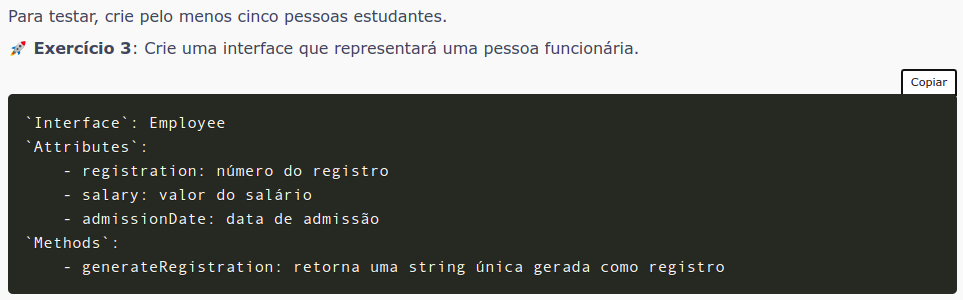 Para testar, crie pelo menos cinco pessoas estudantes.
🚀 Exercício 3: Crie uma interface que representará uma pessoa funcionária.
Copiar
`Interface`: Employee
`Attributes`:
    - registration: número do registro
    - salary: valor do salário
    - admissionDate: data de admissão
`Methods`:
    - generateRegistration: retorna uma string única gerada como registro